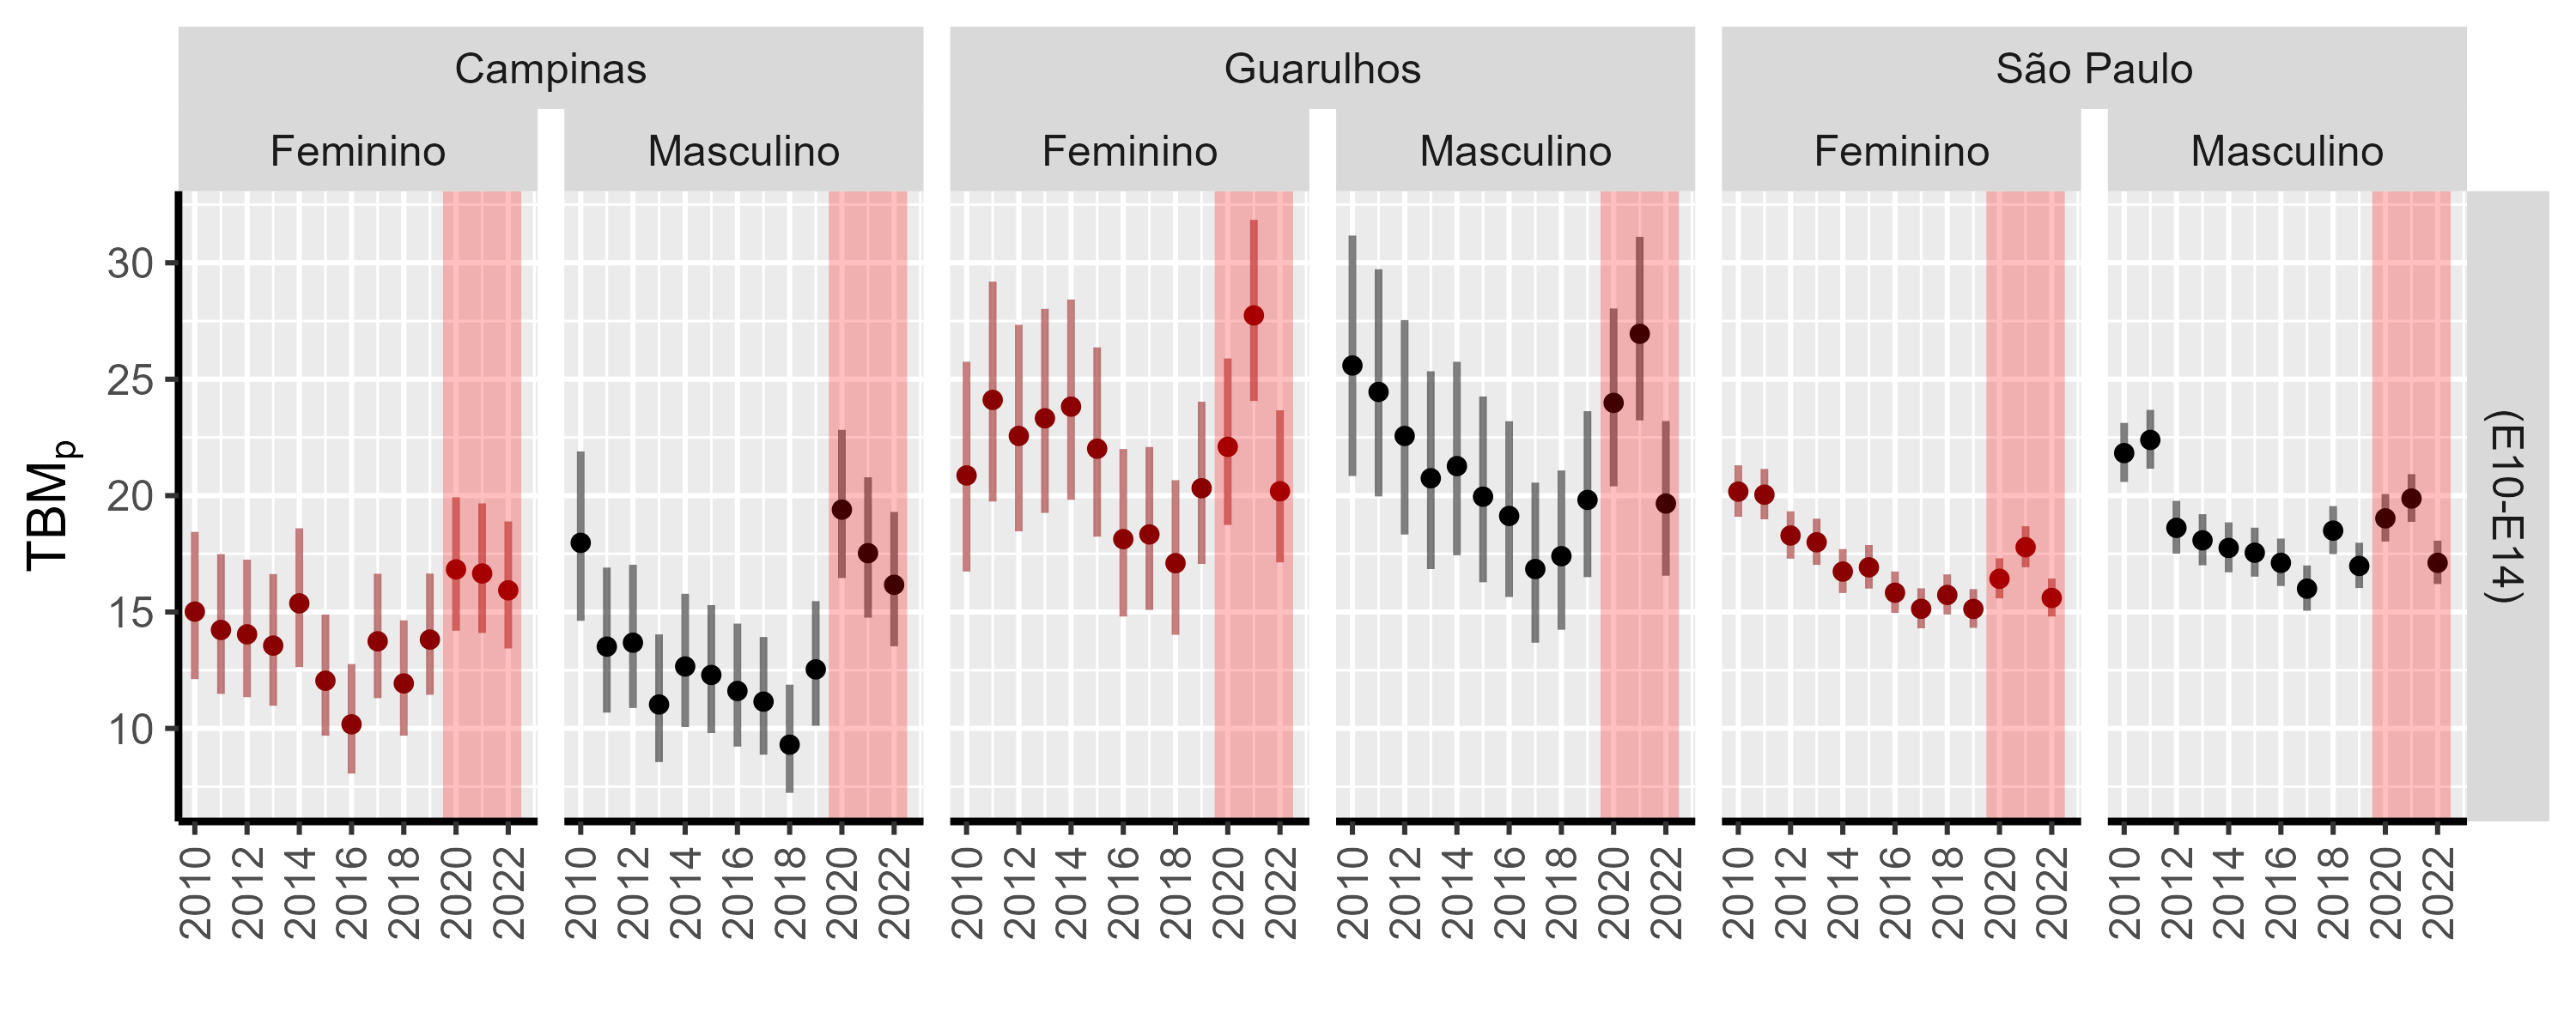 Campinas Guarulhos São Paulo
Feminino Masculino Feminino Masculino Feminino Masculino
TBMp
30
25
20
15
10
(E10-E14)
2010 2012 2014 2016 2018 2020 2022 2010 2012 2014 2016 2018 2020 2022 2010 2012 2014 2016 2018 2020 2022 2010 2012 2014 2016 2018 2020 2022 2010 2012 2014 2016 2018 2020 2022 2010 2012 2014 2016 2018 2020 2022